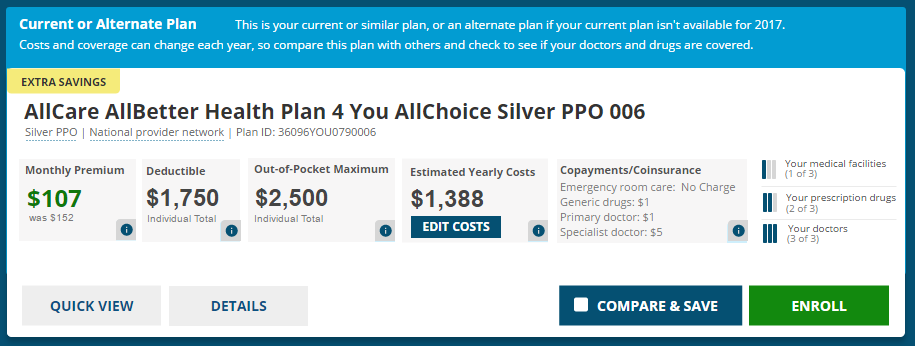 Current or Alternate Plan This is your current or similar plan, or an alternate plan if your current plan isn't available for 2017.
Costs and coverage can change each year, so compare this plan with others and check to see if your doctors and drugs are covered.
EXTRA SAVINGS
AllCare AllBetter Health Plan 4 You AllChoice Silver PPO 006
Silver PPO | National provider network | Plan ID: 36096YOU0790006
Monthly Premium
$107
was $152
Deductible
$1,750
Individual Total
Out-of-Pocket Maximum
$2,500
Individual Total
Estimated Yearly Costs
$1,388
EDIT COSTS
Copayments/Coinsurance
Emergency room care: No Charge
Generic drugs: $1
Primary doctor: $1
Specialist doctor: $5
Your medical facilities
(1 of 3)
Your prescription drugs
(2 of 3)
Your doctors
(3 of 3)
QUICK VIEW
DETAILS
COMPARE & SAVE
ENROLL